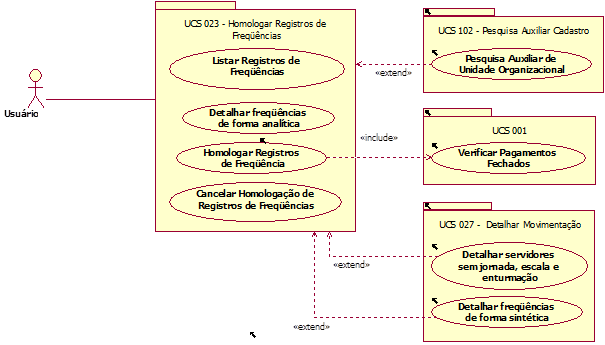 UCS 023 - Homologar Registros de
Freqüências
Listar Registros de
Freqüências
Detalhar freqüências
de forma analítica
Homologar Registros
de Freqüência
Cancelar Homologação de
Registros de Freqüências
Usuário
UCS 102 - Pesquisa Auxiliar Cadastro
Pesquisa Auxiliar de
Unidade Organizacional
«extend»
UCS 001
Verificar Pagamentos
Fechados
«include»
UCS 027 - Detalhar Movimentação
Detalhar servidores
sem jornada, escala e
enturmação
«extend»
Detalhar freqüências
de forma sintética
«extend»